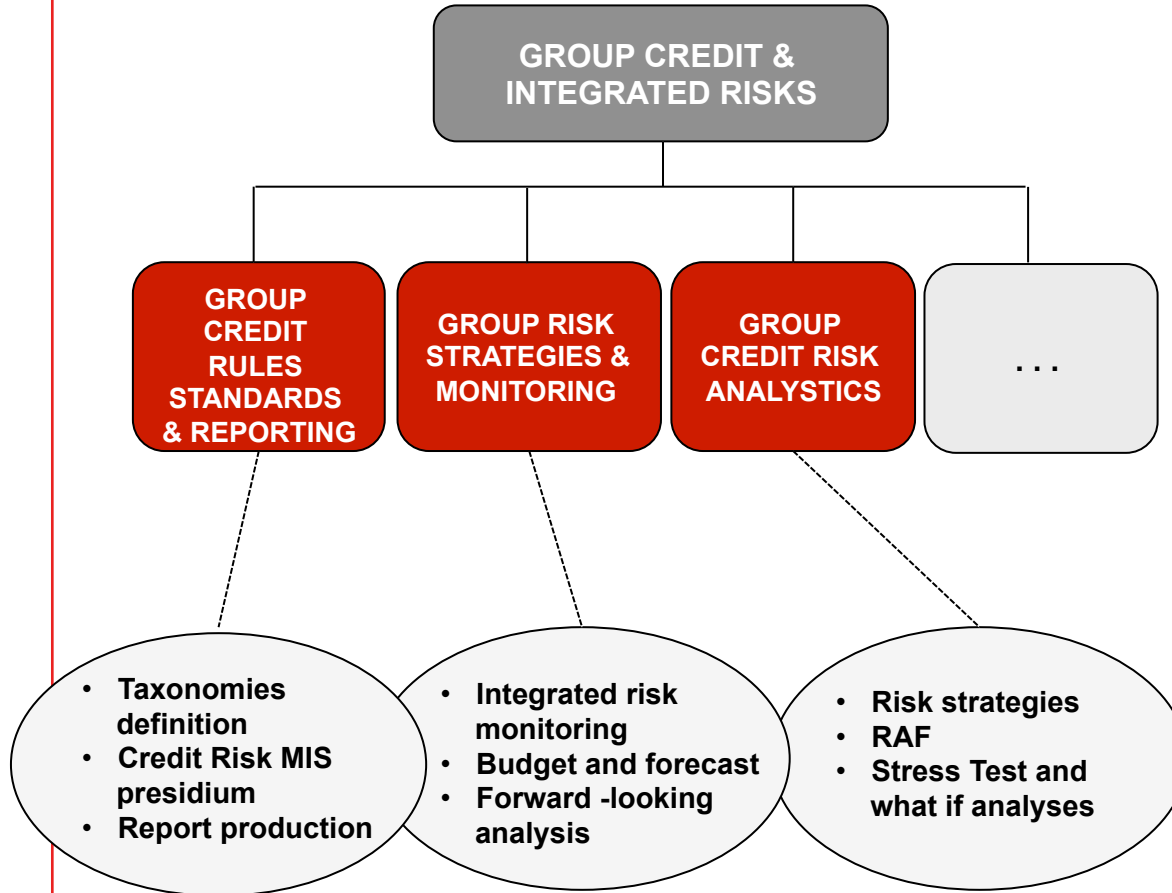 GROUP CREDIT &
INTEGRATED RISKS
GROUP
CREDIT
RULES
STANDARDS
& REPORTING
GROUP RISK
STRATEGIES &
MONITORING
GROUP
CREDIT RISK
ANALYSTICS
. . .
• Taxonomies
definition
• Credit Risk MIS
presidium
• Report production
• Integrated risk
monitoring
• Budget and forecast
• Forward -looking
analysis
• Risk strategies
• RAF
• Stress Test and
what if analyses